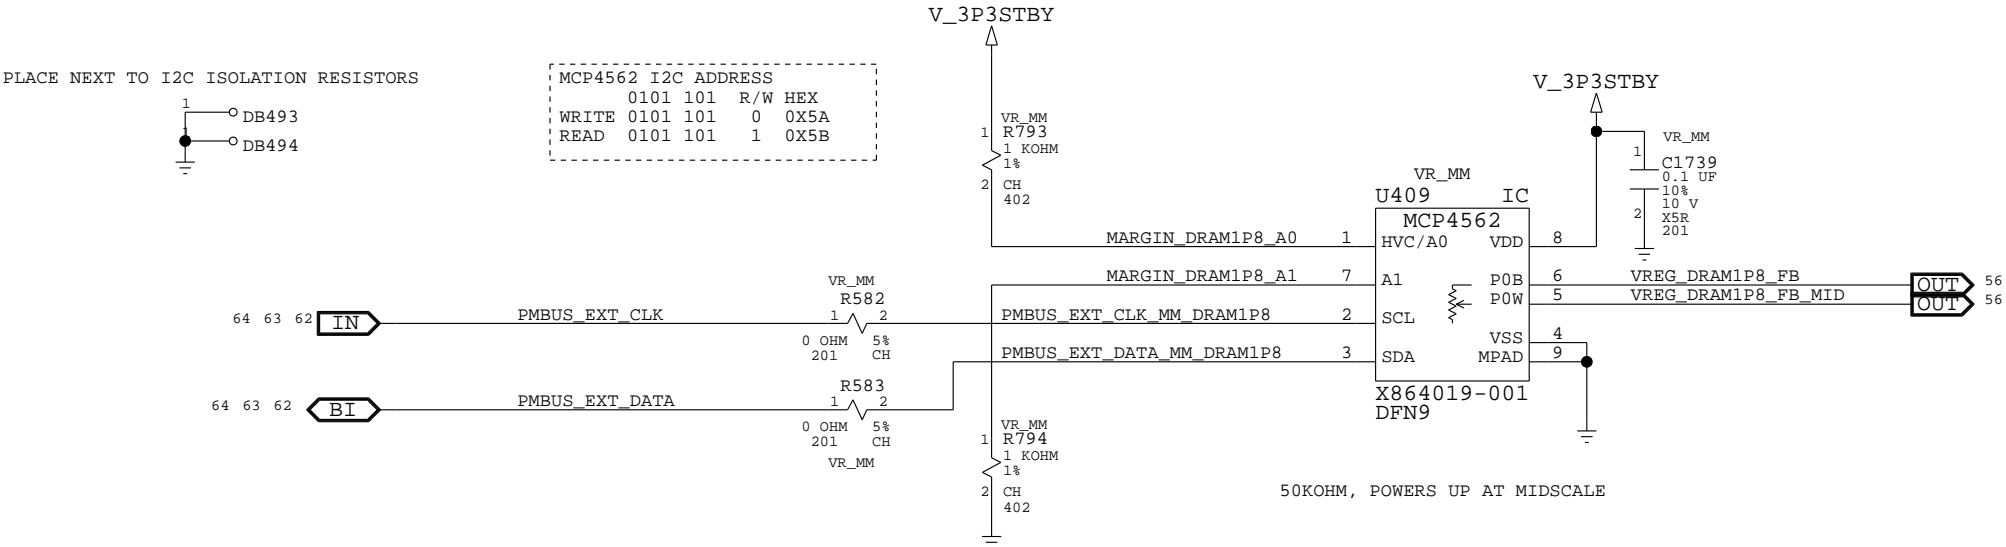 V_3P3STBY
PLACE NEXT TO I2C ISOLATION RESISTORS
1
DB493
1
DB494
MCP4562 I2C ADDRESS
0101 101 R/W HEX
WRITE 0101 101 0 0X5A
READ 0101 101 1 0X5B
VR_MM
1 R793
1 KOHM
1%
2 CH
402
V_3P3STBY
VR_MM
1
C1739
0.1 UF
10%
10 V
2 X5R
201
VR_MM
U409 IC
MCP4562
MARGIN_DRAM1P8_A0 1 HVC/A0 VDD 8
MARGIN_DRAM1P8_A1 7 A1 P0B 6 VREG_DRAM1P8_FB OUT 56
P0W 5 VREG_DRAM1P8_FB_MID OUT 56
VR_MM
R582
64 63 62 IN PMBUS_EXT_CLK 1 2 PMBUS_EXT_CLK_MM_DRAM1P8 2 SCL
0 OHM 5%
201 CH
VSS 4
PMBUS_EXT_DATA_MM_DRAM1P8 3 SDA MPAD 9
R583
64 63 62 BI PMBUS_EXT_DATA 1 2
0 OHM 5%
201 CH
VR_MM
X864019-001
DFN9
VR_MM
1 R794
1 KOHM
1%
2 CH
402
50KOHM, POWERS UP AT MIDSCALE